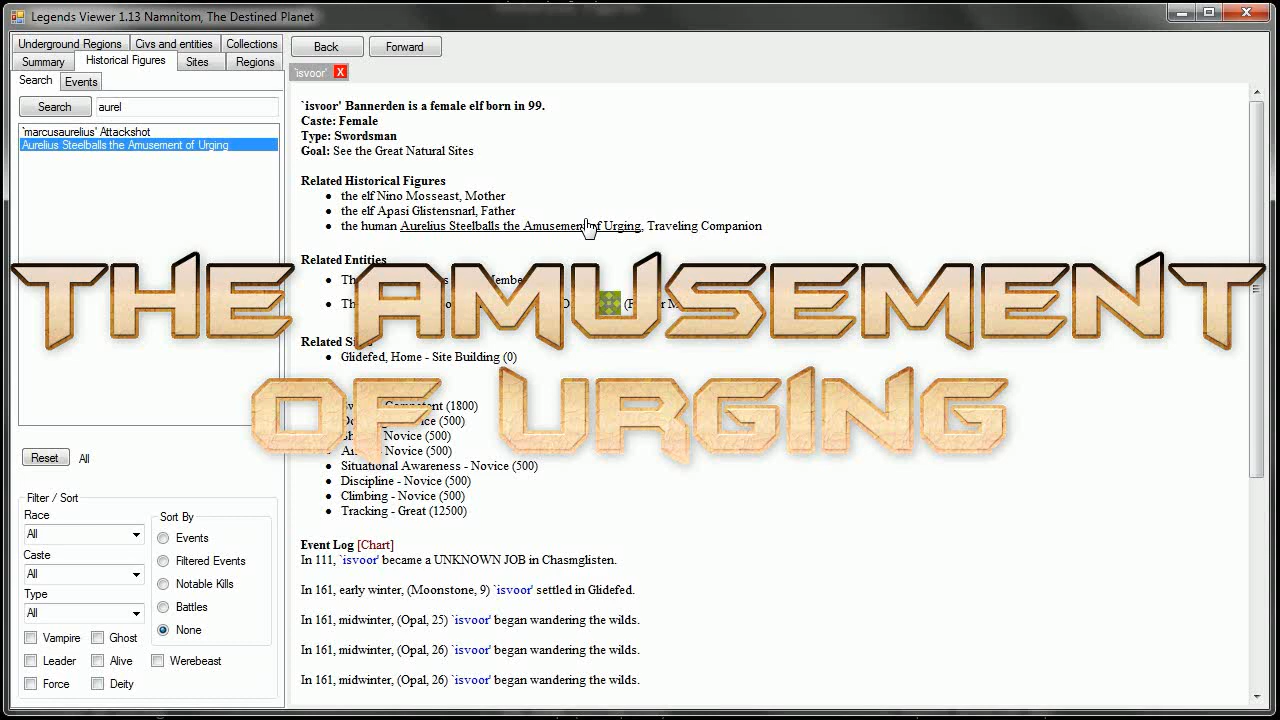 Legends Viewer 1.13 Namnitom, The Destined Planet
Underground Regions Civs and entities Collections
Summary Historical Figures Sites Regions
Search Events
Search aurel
`marcusaurelius' Attackshot
Aurelius Steelballs the Amusement of Urging
Reset All
Filter / Sort
Race
All
Caste
All
Type
All
Sort By
Events
Filtered Events
Notable Kills
Battles
None
Vampire Ghost
Leader Alive Werebeast
Force Deity
Back Forward
`isvoor' X
`isvoor' Bannerden is a female elf born in 99.
Caste: Female
Type: Swordsman
Goal: See the Great Natural Sites
Related Historical Figures
the elf Nino Mosseast, Mother
the elf Apasi Glistensnarl, Father
the human Aurelius Steelballs the Amusement of Urging, Traveling Companion
Related Entities
THE AMUSEMENT
OF URGING
Glidefed, Home - Site Building (0)
(1800)
Novice (500)
Novice (500)
Novice (500)
Situational Awareness - Novice (500)
Discipline - Novice (500)
Climbing - Novice (500)
Tracking - Great (12500)
Event Log [Chart]
In 111, `isvoor' became a UNKNOWN JOB in Chasmglisten.
In 161, early winter, (Moonstone, 9) `isvoor' settled in Glidefed.
In 161, midwinter, (Opal, 25) `isvoor' began wandering the wilds.
In 161, midwinter, (Opal, 26) `isvoor' began wandering the wilds.
In 161, midwinter, (Opal, 26) `isvoor' began wandering the wilds.